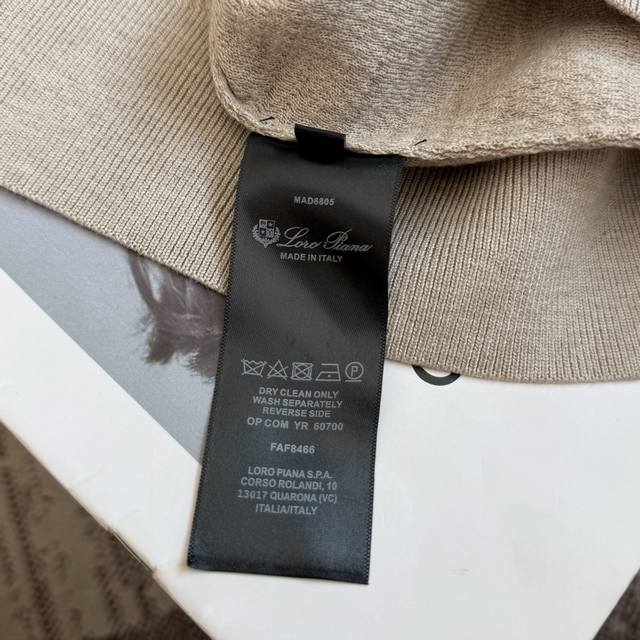 MAD6805
Loro Piana
MADE IN ITALY
DRY CLEAN ONLY
WASH SEPARATELY
REVERSE SIDE
OP COM YR 60700
FAF8466
LORO PIANA S.P.A.
CORSO ROLANDI, 10
13017 QUARONA (VC)
ITALIA/ITALY